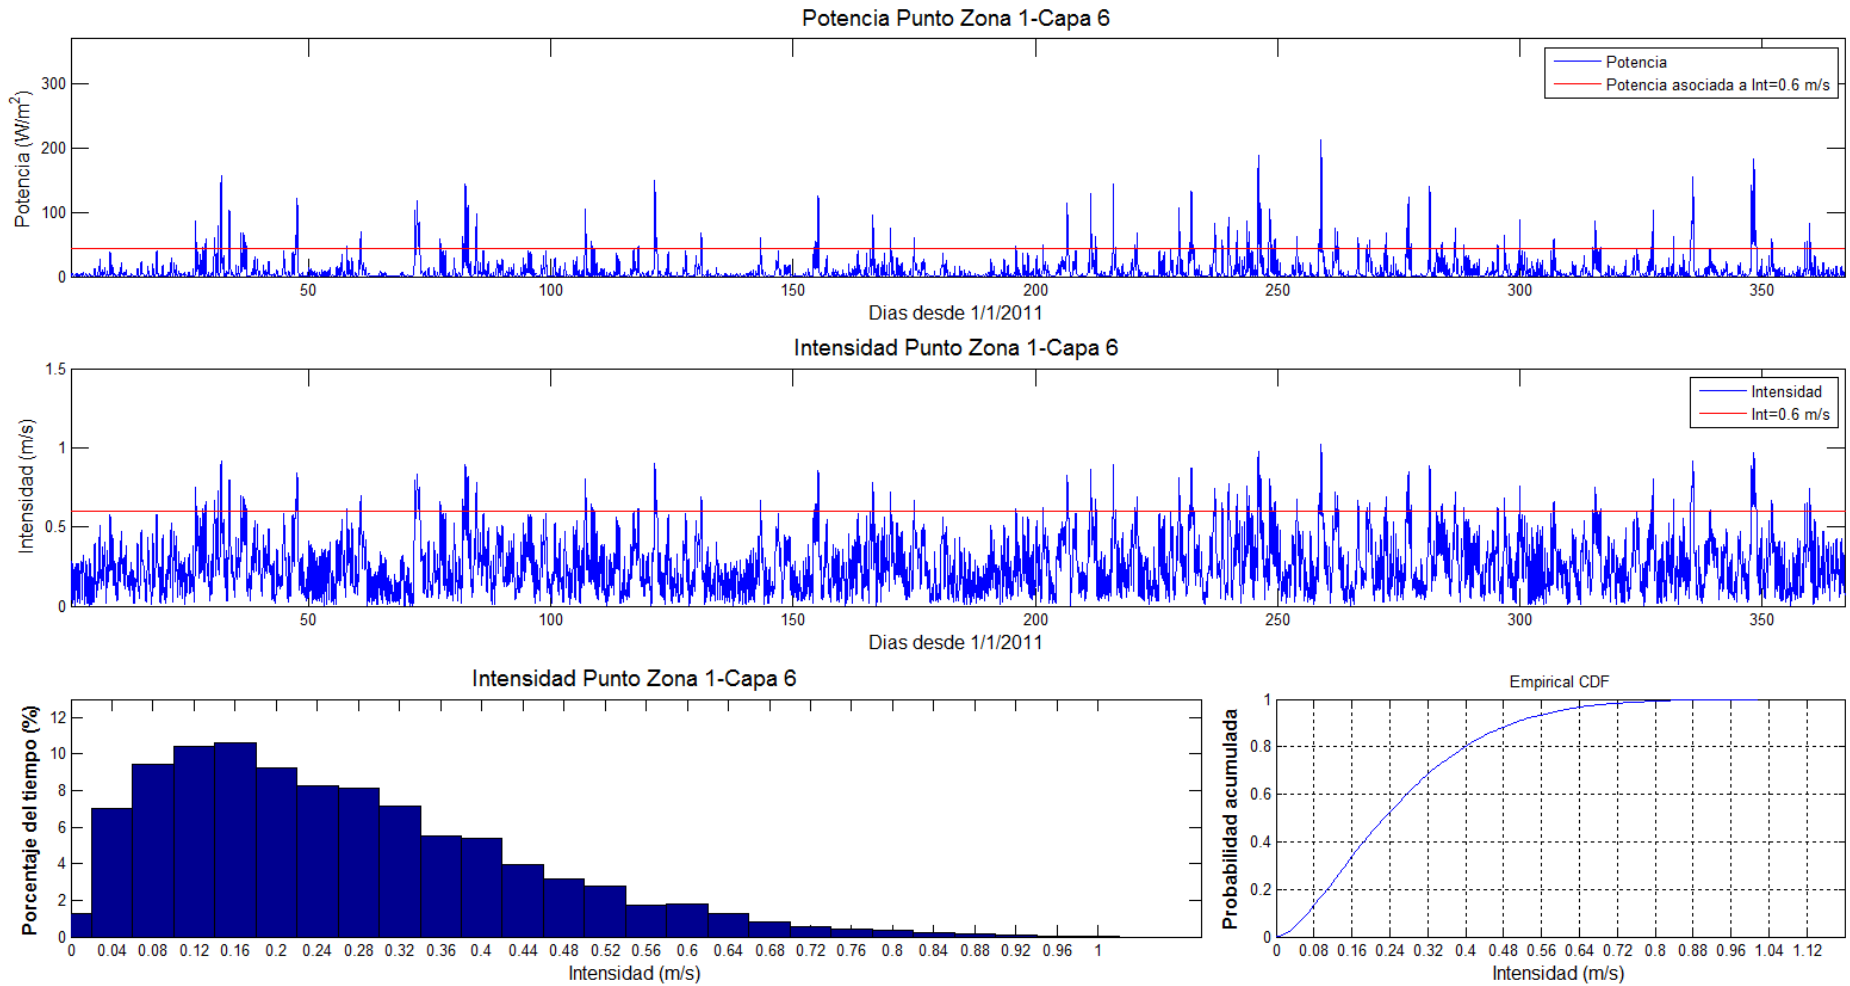 Potencia Punto Zona 1-Capa 6
Potencia (W/m²)
300
200
100
0
Potencia
Potencia asociada a Int=0.6 m/s
50 100 150 200 250 300 350
Dias desde 1/1/2011
Intensidad Punto Zona 1-Capa 6
Intensidad (m/s)
1.5
1
0.5
0
Intensidad
Int=0.6 m/s
50 100 150 200 250 300 350
Dias desde 1/1/2011
Intensidad Punto Zona 1-Capa 6
Porcentaje del tiempo (%)
12
10
8
6
4
2
0
0 0.04 0.08 0.12 0.16 0.2 0.24 0.28 0.32 0.36 0.4 0.44 0.48 0.52 0.56 0.6 0.64 0.68 0.72 0.76 0.8 0.84 0.88 0.92 0.96 1
Intensidad (m/s)
Empirical CDF
Probabilidad acumulada
1
0.8
0.6
0.4
0.2
0
0 0.08 0.16 0.24 0.32 0.4 0.48 0.56 0.64 0.72 0.8 0.88 0.96 1.04 1.12
Intensidad (m/s)